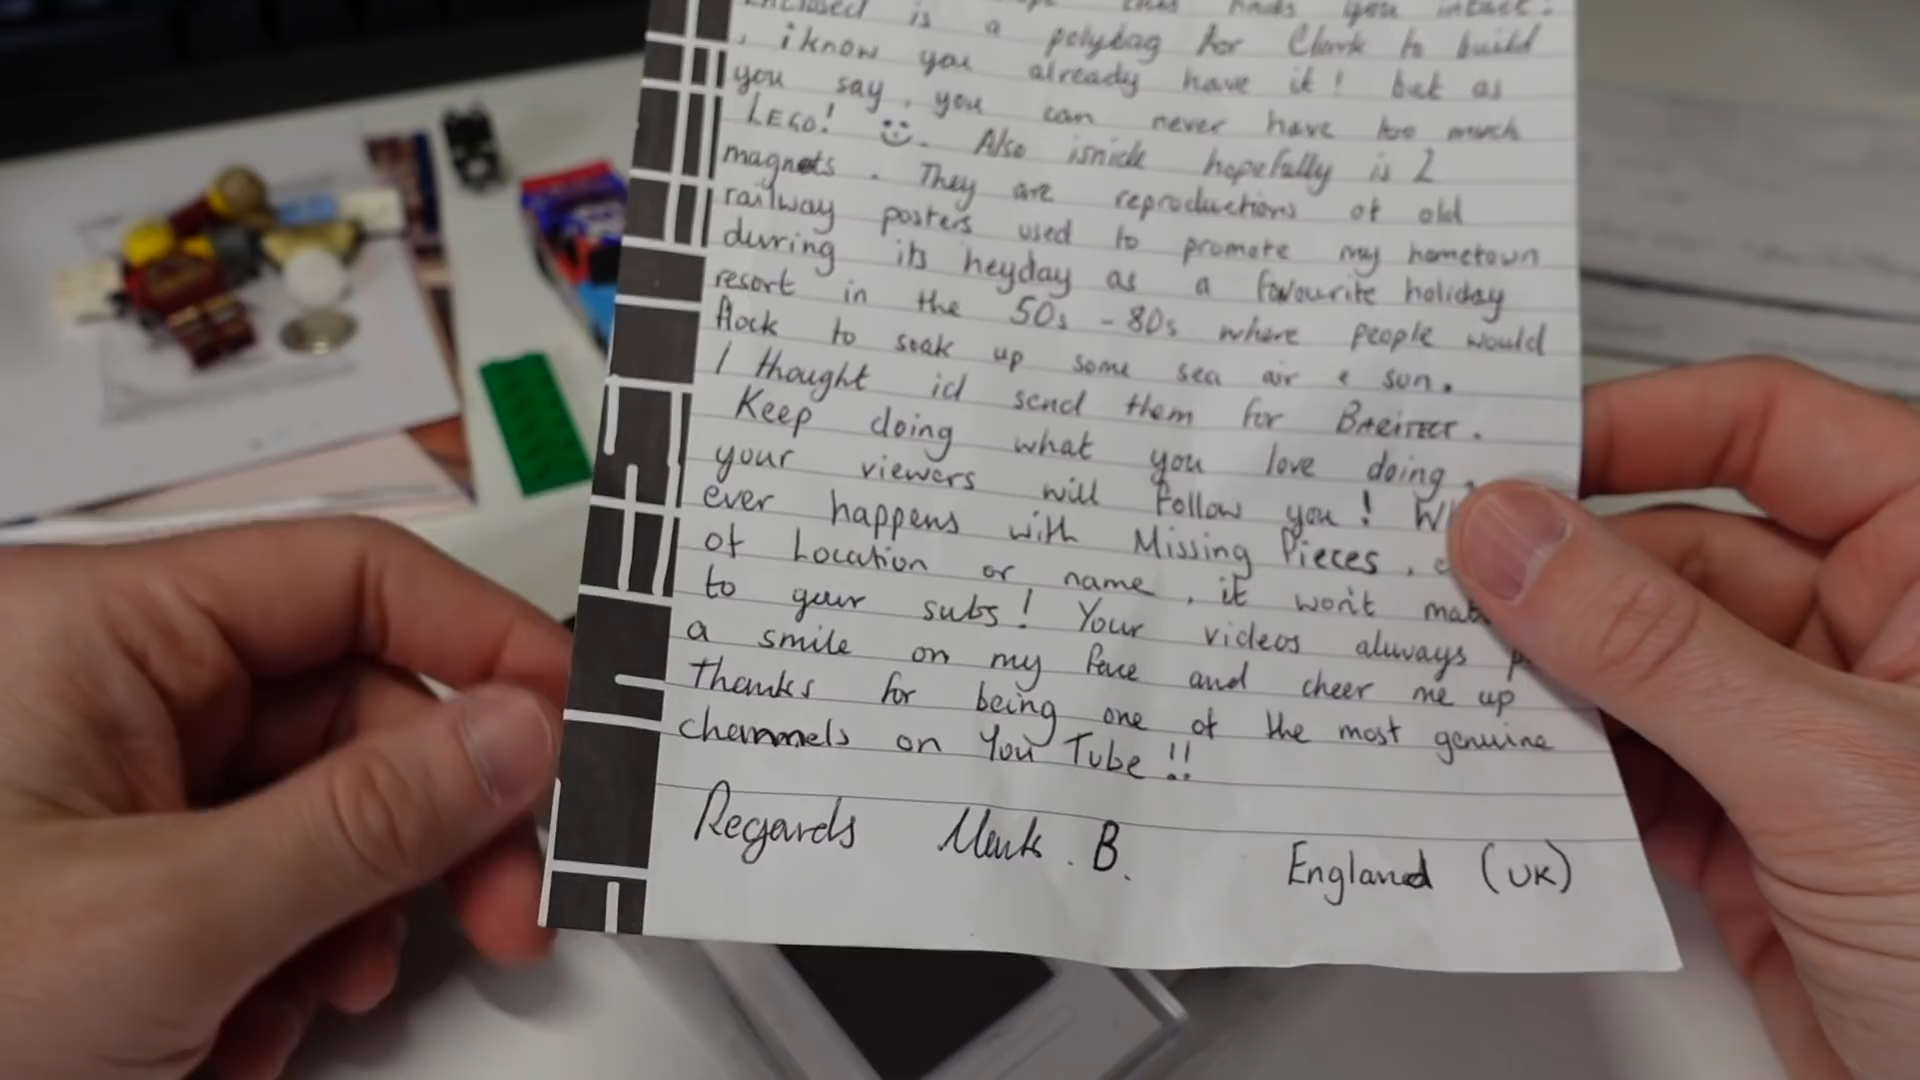 Enclosed is a polybag for Clark to build
, i know you already have it! but as
you say, you can never have too much
LEGO! Also isnide hopefully is 2
magnets. They are reproductions of old
railway posters used to promote my hometown
during its heyday as a favourite holiday
resort in the 50s - 80s where people would
flock to soak up some sea air & sun.
I thought id send them for
Keep doing what you love doing,
your viewers will follow you!
ever happens with Missing Pieces,
of Location or name, it won't
to your subs! Your videos always
a smile on my face and cheer me up
Thanks for being one of the most genuine
channels on YouTube!!
Regards Mark. B. England (UK)